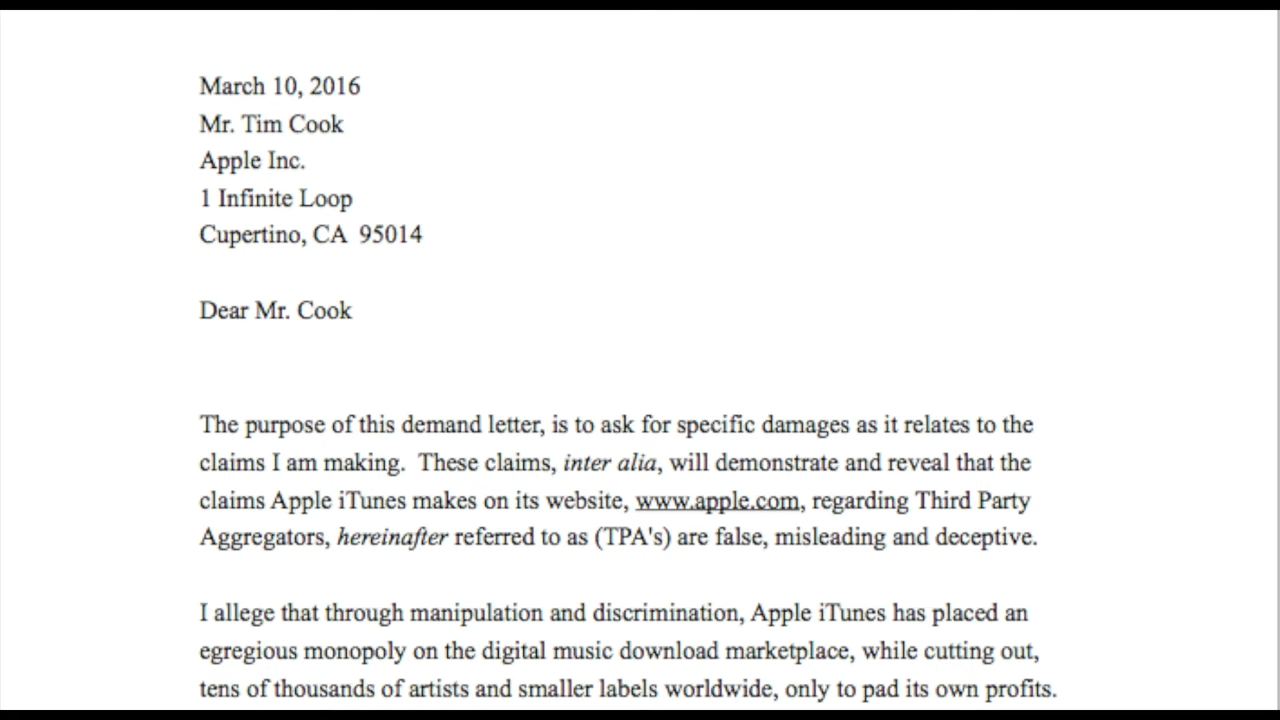 March 10, 2016
Mr. Tim Cook
Apple Inc.
1 Infinite Loop
Cupertino, CA  95014
Dear Mr. Cook
The purpose of this demand letter, is to ask for specific damages as it relates to the
claims I am making.  These claims, inter alia, will demonstrate and reveal that the
claims Apple iTunes makes on its website, www.apple.com, regarding Third Party
Aggregators, hereinafter referred to as (TPA's) are false, misleading and deceptive.
I allege that through manipulation and discrimination, Apple iTunes has placed an
egregious monopoly on the digital music download marketplace, while cutting out,
tens of thousands of artists and smaller labels worldwide, only to pad its own profits.